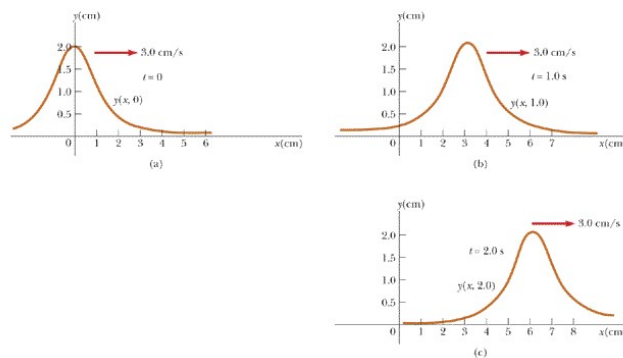 y(cm)
2.0
3.0 cm/s
1.5
t = 0
1.0
y(x, 0)
0.5
0 1 2 3 4 5 6 x(cm)
(a)
y(cm)
2.0
3.0 cm/s
1.5
t = 1.0 s
1.0
y(x, 1.0)
0.5
0 1 2 3 4 5 6 7 x(cm
(b)
y(cm)
3.0 cm/s
2.0
t = 2.0 s
1.5
1.0
y(x, 2.0)
0.5
0 1 2 3 4 5 6 7 8 x(cm
(c)